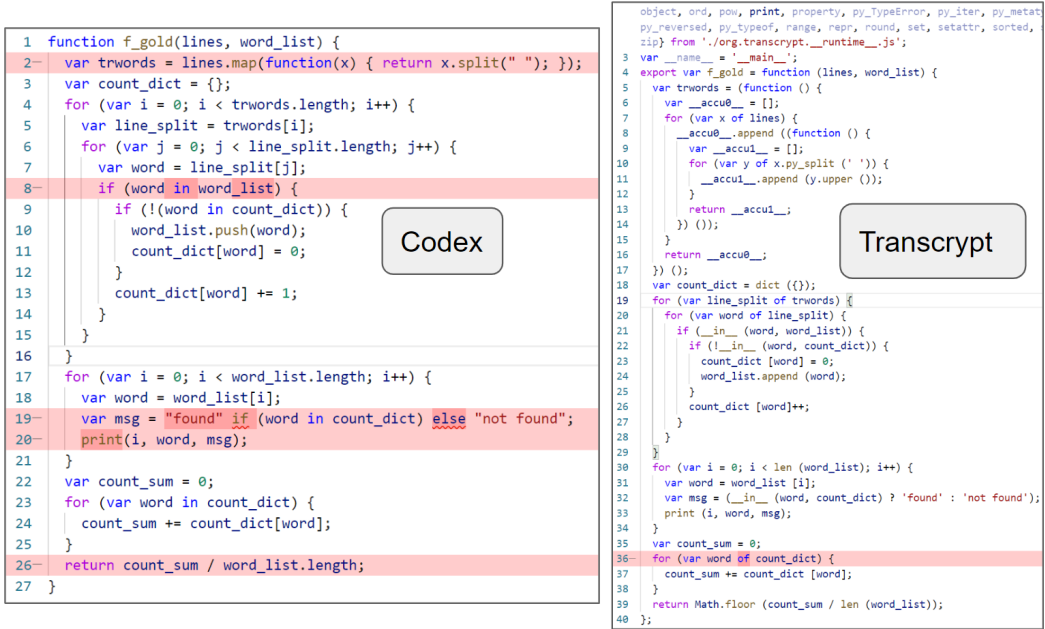 1 function f_gold(lines, word_list) {
2 var trwords = lines.map(function(x) { return x.split(" "); });
3 var count_dict = {};
4 for (var i = 0; i < trwords.length; i++) {
5 var line_split = trwords[i];
6 for (var j = 0; j < line_split.length; j++) {
7 var word = line_split[j];
8 if (word in word_list) {
9 if (!(word in count_dict)) {
10 word_list.push(word);
11 count_dict[word] = 0;
12 }
13 count_dict[word] += 1;
14 }
15 }
16 }
17 for (var i = 0; i < word_list.length; i++) {
18 var word = word_list[i];
19 var msg = "found" if (word in count_dict) else "not found";
20 print(i, word, msg);
21 }
22 var count_sum = 0;
23 for (var word in count_dict) {
24 count_sum += count_dict[word];
25 }
26 return count_sum / word_list.length;
27 }
Codex
object, ord, pow, print, property, py_TypeError, py_iter,
py_reversed, py_typeof, range, repr, round, set, setattr, sorted,
zip} from './org.transcrypt.__runtime__.js';
3 var __name__ = '__main__';
4 export var f_gold = function (lines, word_list) {
5 var trwords = (function () {
6 var __accu0__ = [];
7 for (var x of lines) {
8 __accu0__.append ((function () {
9 var __accu1__ = [];
10 for (var y of x.py_split (' ')) {
11 __accu1__.append (y.upper ());
12 }
13 return __accu1__;
14 }) ());
15 }
16 return __accu0__;
17 }) ();
18 var count_dict = dict ({});
19 for (var line_split of trwords) {
20 for (var word of line_split) {
21 if (__in__ (word, word_list)) {
22 if (!__in__ (word, count_dict)) {
23 count_dict [word] = 0;
24 word_list.append (word);
25 }
26 count_dict [word]++;
27 }
28 }
29 }
30 for (var i = 0; i < len (word_list); i++) {
31 var word = word_list [i];
32 var msg = (__in__ (word, count_dict) ? 'found' : 'not found');
33 print (i, word, msg);
34 }
35 var count_sum = 0;
36 for (var word of count_dict) {
37 count_sum += count_dict [word];
38 }
39 return Math.floor (count_sum / len (word_list));
40 };
Transcrypt